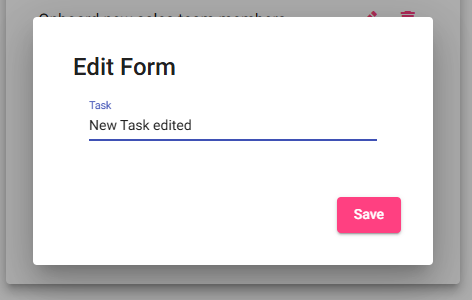 Onboard new sales team members
Edit Form
Task
New Task edited
Save